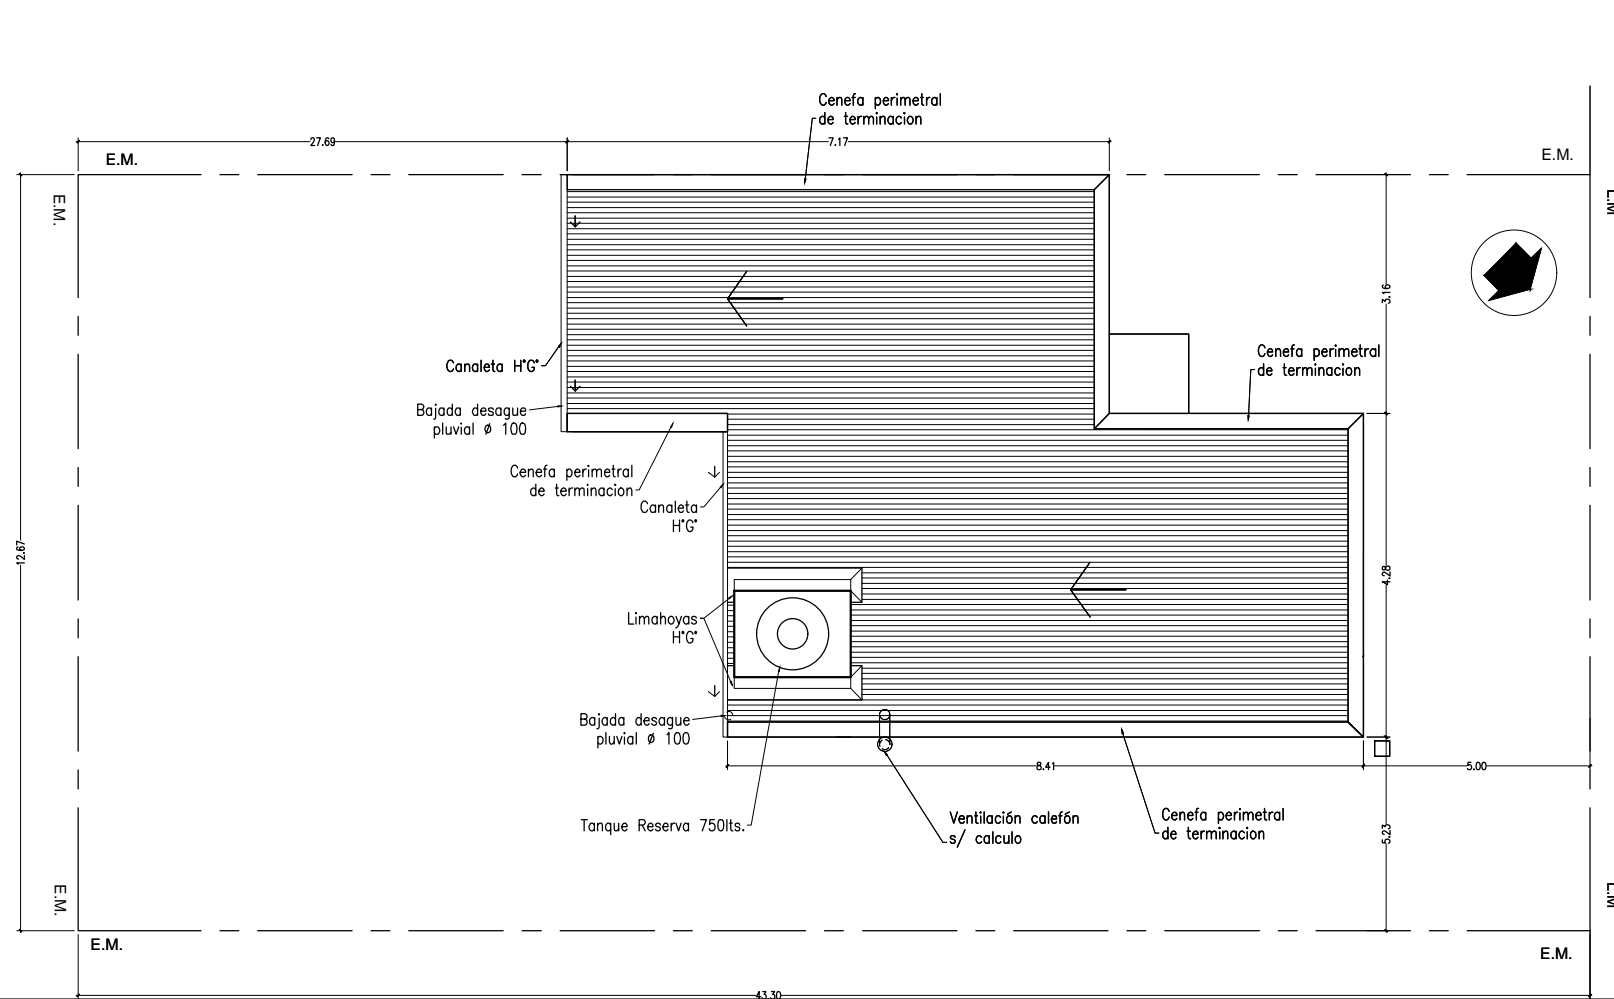 Cenefa perimetral
de terminacion
27.69
7.17
E.M.
E.M.
E.M.
3.16
Cenefa perimetral
de terminacion
Canaleta H°G°
Bajada desague
pluvial ø 100
Cenefa perimetral
de terminacion
Canaleta
H°G°
12.67
4.28
Limahoyas
H°G°
Bajada desague
pluvial ø 100
8.41
5.00
Tanque Reserva 750lts.
Ventilación calefón
s/ calculo
Cenefa perimetral
de terminacion
5.23
E.M.
E.M.
E.M.
43.30